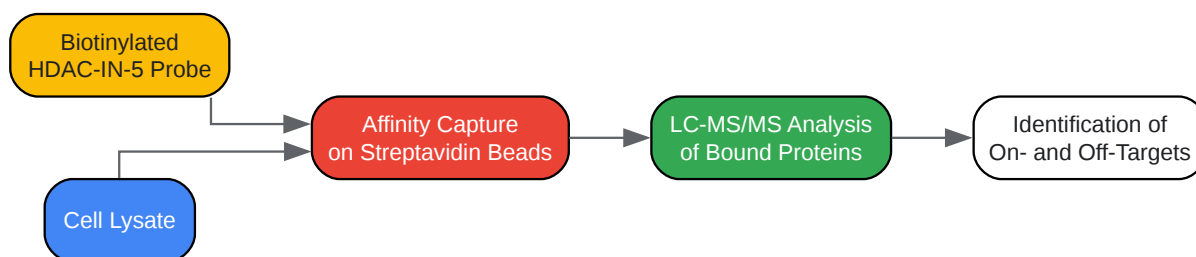 Biotinylated
HDAC-IN-5 Probe
Cell Lysate
Affinity Capture
on Streptavidin Beads
LC-MS/MS Analysis
of Bound Proteins
Identification of
On- and Off-Targets